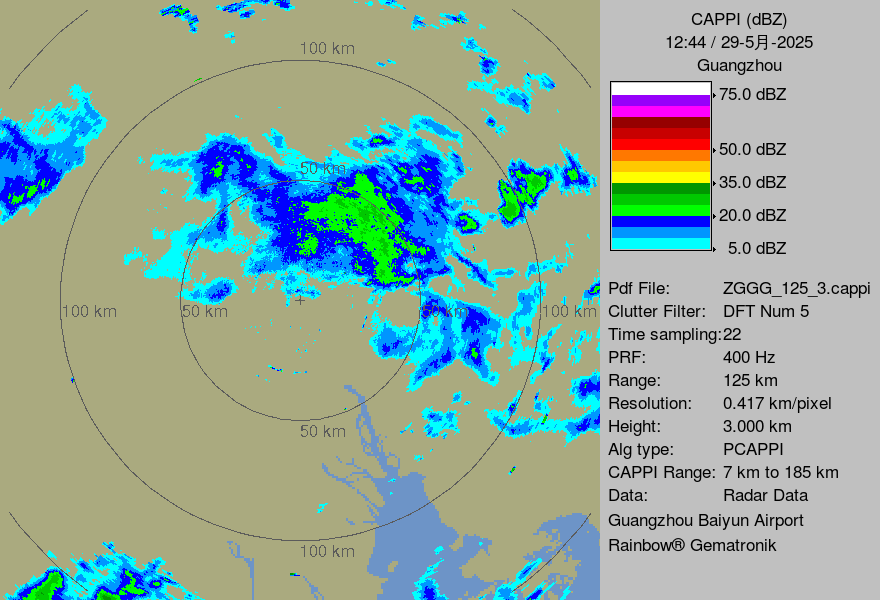 CAPPI (dBZ)
12:44 / 29-5月-2025
Guangzhou
75.0 dBZ
50.0 dBZ
35.0 dBZ
20.0 dBZ
5.0 dBZ
Pdf File: ZGGG_125_3.cappi
Clutter Filter: DFT Num 5
Time sampling:22
PRF: 400 Hz
Range: 125 km
Resolution: 0.417 km/pixel
Height: 3.000 km
Alg type: PCAPPI
CAPPI Range: 7 km to 185 km
Data: Radar Data
Guangzhou Baiyun Airport
Rainbow® Gematronik
100 km
50 km
100 km 50 km 50 km 100 km
50 km
100 km